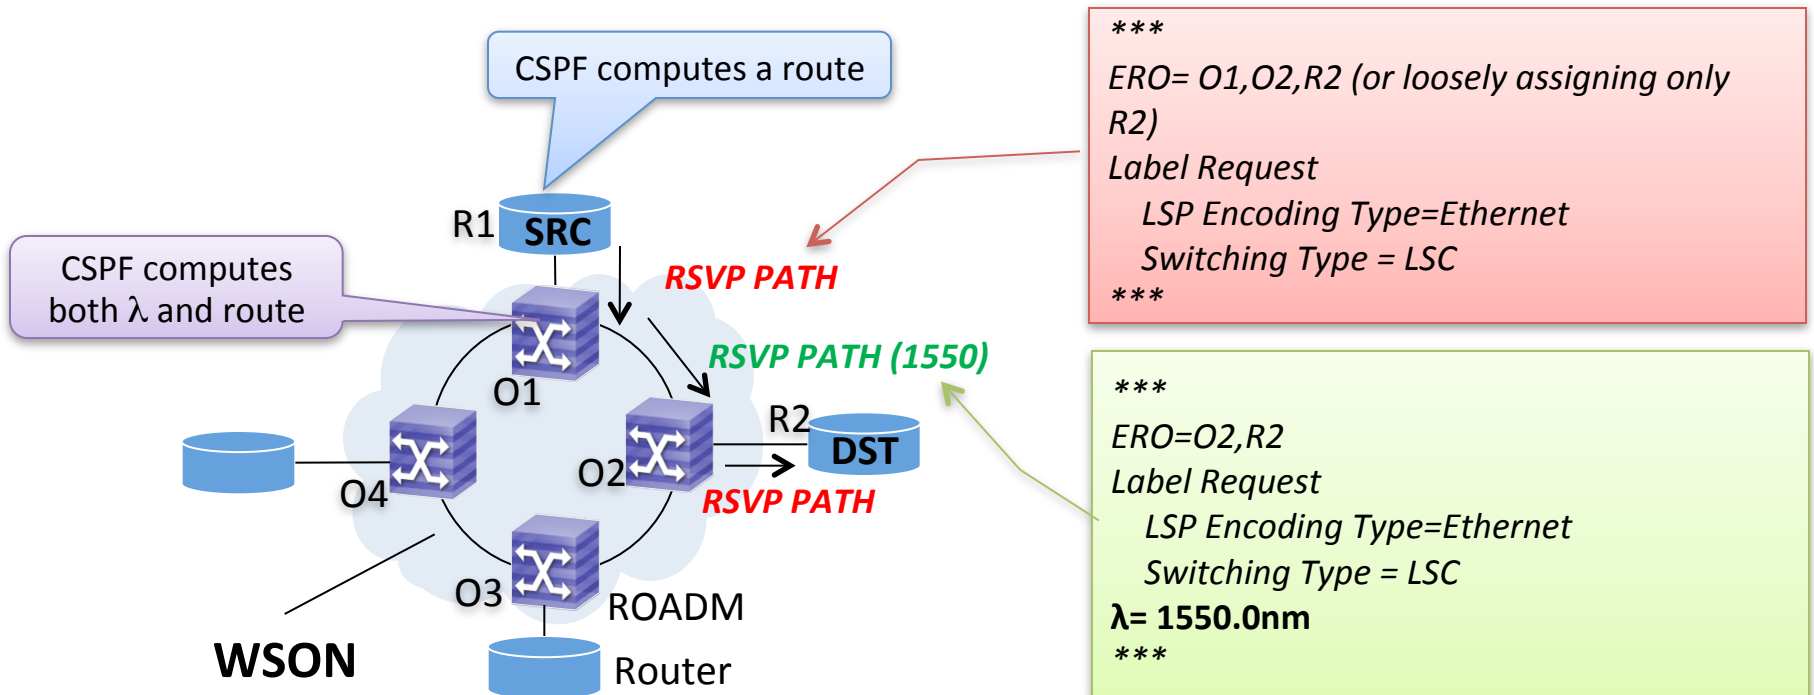 CSPF computes a route
R1
SRC
CSPF computes
both λ and route
RSVP PATH
RSVP PATH (1550)
O1
R2
DST
O2
RSVP PATH
O4
O3
ROADM
WSON
Router
***
ERO= O1,O2,R2 (or loosely assigning only
R2)
Label Request
LSP Encoding Type=Ethernet
Switching Type = LSC
***
***
ERO=O2,R2
Label Request
LSP Encoding Type=Ethernet
Switching Type = LSC
λ= 1550.0nm
***